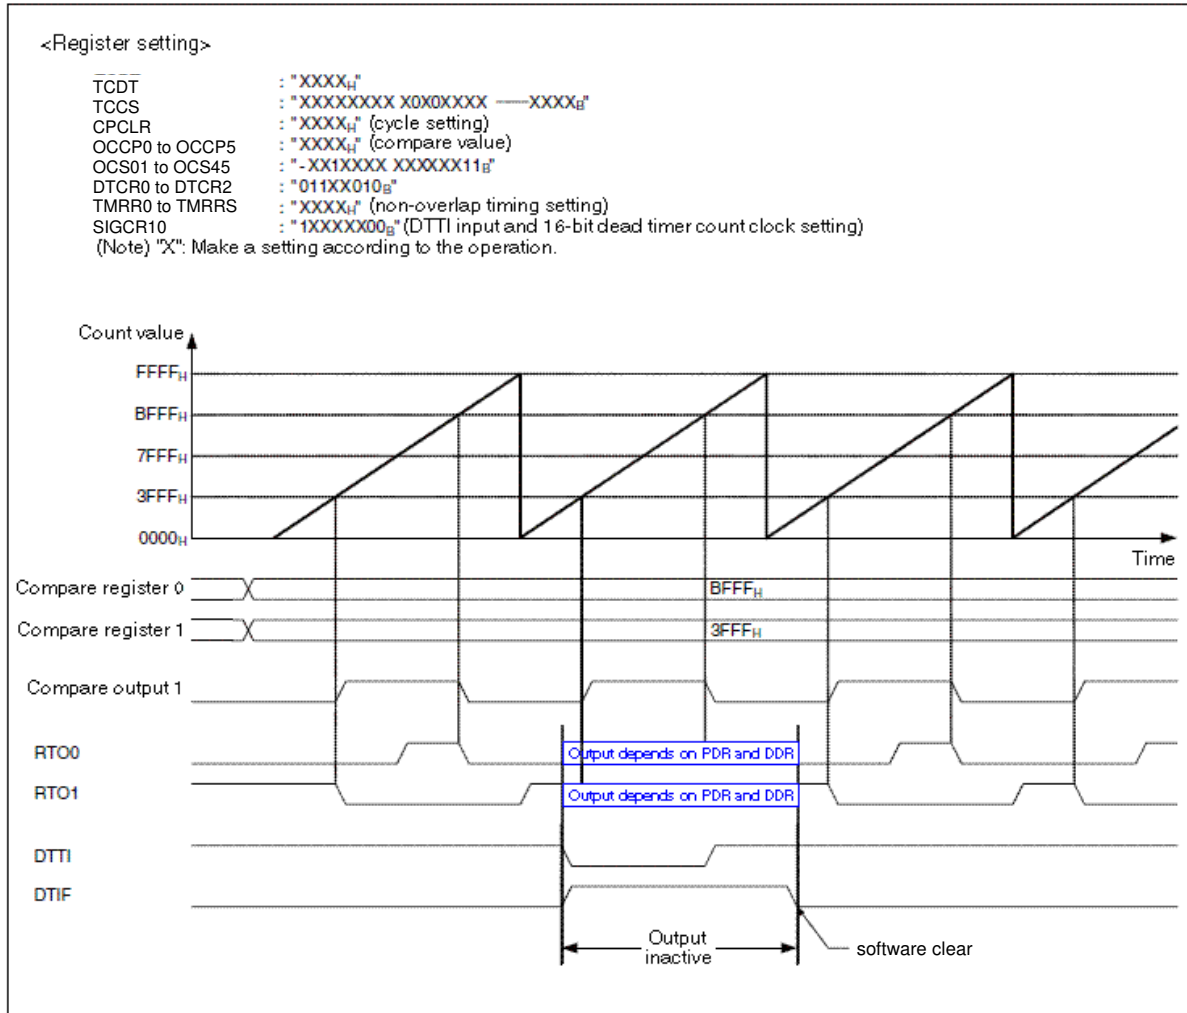 <Register setting>
TCDT : "XXXXH"
TCCS : "XXXXXXXX X0X0XXXX ----XXXXB"
CPCLR : "XXXXH" (cycle setting)
OCCP0 to OCCP5 : "XXXXH" (compare value)
OCS01 to OCS45 : "-XX1XXXX XXXXXX11B"
DTCR0 to DTCR2 : "011XX010B"
TMRR0 to TMRRS : "XXXXH" (non-overlap timing setting)
SIGCR10 : "1XXXXX00B"(DTTI input and 16-bit dead timer count clock setting)
(Note) "X": Make a setting according to the operation.
Count value
FFFFH
BFFFH
7FFFH
3FFFH
0000H
Time
Compare register 0
BFFFH
Compare register 1
3FFFH
Compare output 1
RTO0
Output depends on PDR and DDR
RTO1
Output depends on PDR and DDR
DTTI
DTIF
Output
inactive
software clear